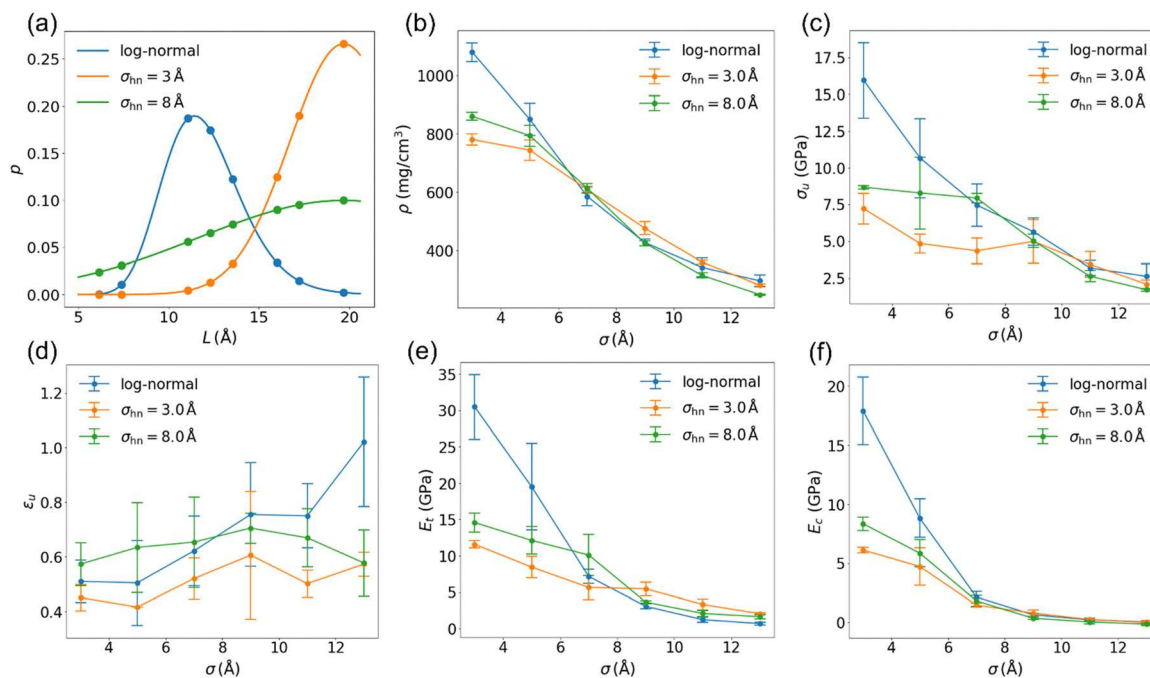 (a)
log-normal
σhn = 3 Å
σhn = 8 Å
0.25
0.20
0.15
0.10
0.05
0.00
p
5
10
15
20
L (Å)
(b)
log-normal
σhn = 3.0 Å
σhn = 8.0 Å
1000
800
600
400
ρ (mg/cm³)
4
6
8
10
12
σ (Å)
(c)
log-normal
σhn = 3.0 Å
σhn = 8.0 Å
17.5
15.0
12.5
10.0
7.5
5.0
2.5
σu (GPa)
4
6
8
10
12
σ (Å)
(d)
log-normal
σhn = 3.0 Å
σhn = 8.0 Å
1.2
1.0
0.8
0.6
0.4
εu
4
6
8
10
12
σ (Å)
(e)
log-normal
σhn = 3.0 Å
σhn = 8.0 Å
35
30
25
20
15
10
5
0
Et (GPa)
4
6
8
10
12
σ (Å)
(f)
log-normal
σhn = 3.0 Å
σhn = 8.0 Å
20
15
10
5
0
Ec (GPa)
4
6
8
10
12
σ (Å)